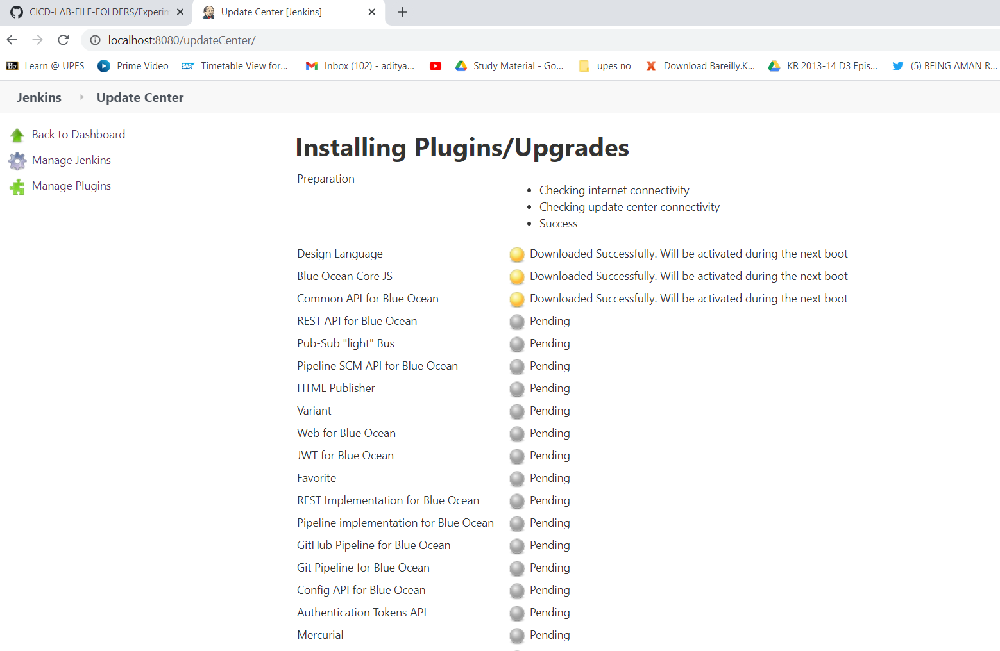 CICD-LAB-FILE-FOLDERS/Experin
Update Center [Jenkins]
localhost:8080/updateCenter/
Bb Learn @ UPES Prime Video SAP Timetable View for... Inbox (102) - aditya... Study Material - Go... upes no X Download Bareilly.K... KR 2013-14 D3 Epis... (5) BEING AMAN R...
Jenkins Update Center
Back to Dashboard
Manage Jenkins
Manage Plugins
Installing Plugins/Upgrades
Preparation
• Checking internet connectivity
• Checking update center connectivity
• Success
Design Language Downloaded Successfully. Will be activated during the next boot
Blue Ocean Core JS Downloaded Successfully. Will be activated during the next boot
Common API for Blue Ocean Downloaded Successfully. Will be activated during the next boot
REST API for Blue Ocean Pending
Pub-Sub "light" Bus Pending
Pipeline SCM API for Blue Ocean Pending
HTML Publisher Pending
Variant Pending
Web for Blue Ocean Pending
JWT for Blue Ocean Pending
Favorite Pending
REST Implementation for Blue Ocean Pending
Pipeline implementation for Blue Ocean Pending
GitHub Pipeline for Blue Ocean Pending
Git Pipeline for Blue Ocean Pending
Config API for Blue Ocean Pending
Authentication Tokens API Pending
Mercurial Pending